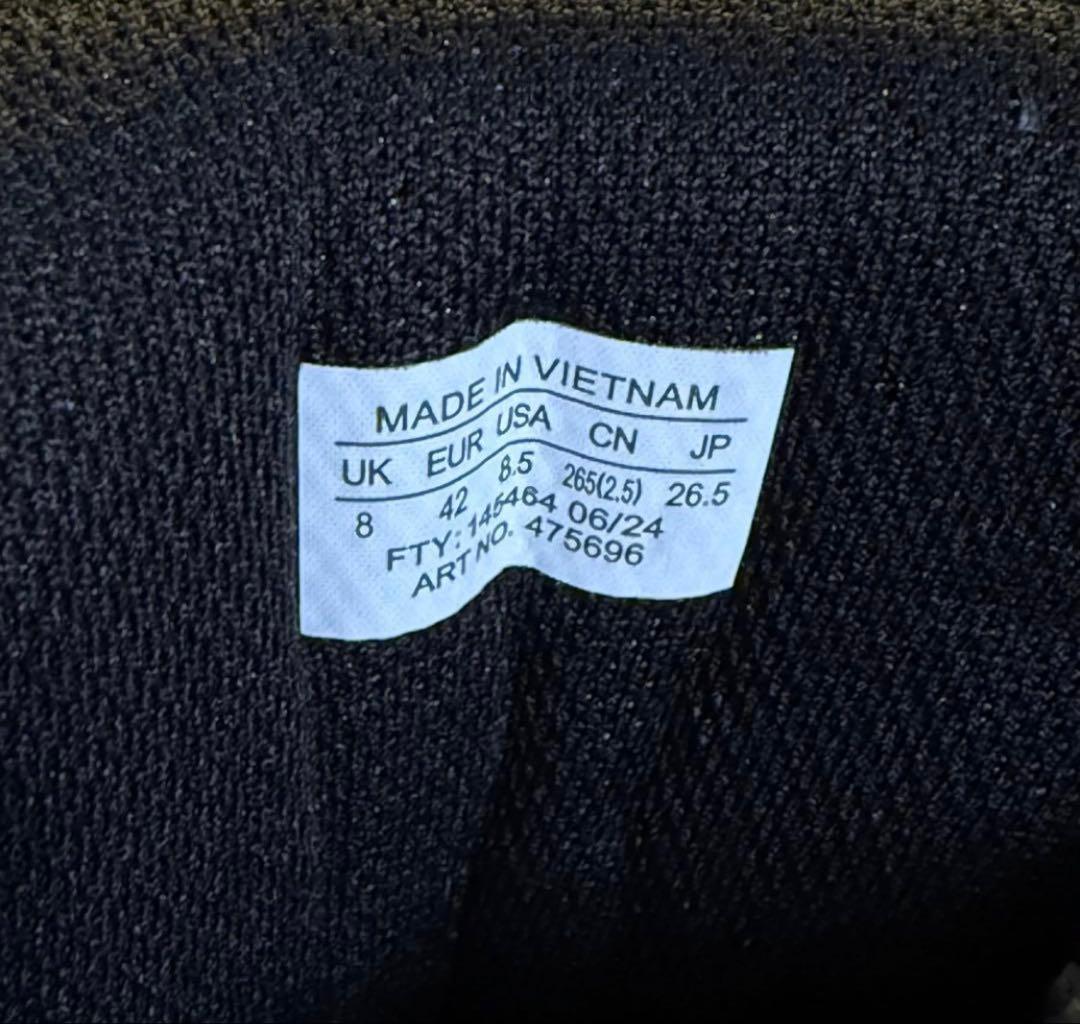 MADE IN VIETNAM
UK EUR USA CN JP
8 42 8.5 265(2.5) 26.5
FTY: 145464 06/24
ART NO. 475696